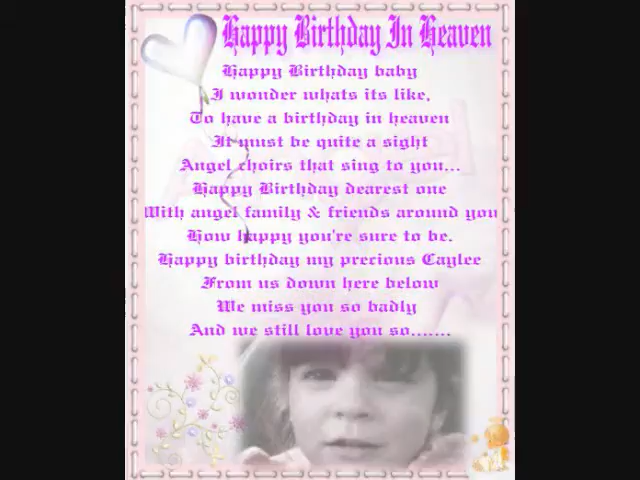 Happy Birthday In Heaven
Happy Birthday baby
I wonder whats its like,
To have a birthday in heaven
It must be quite a sight
Angel choirs that sing to you...
Happy Birthday dearest one
With angel family & friends around you
How happy you're sure to be.
Happy birthday my precious Caylee
From us down here below
We miss you so badly
And we still love you so.......